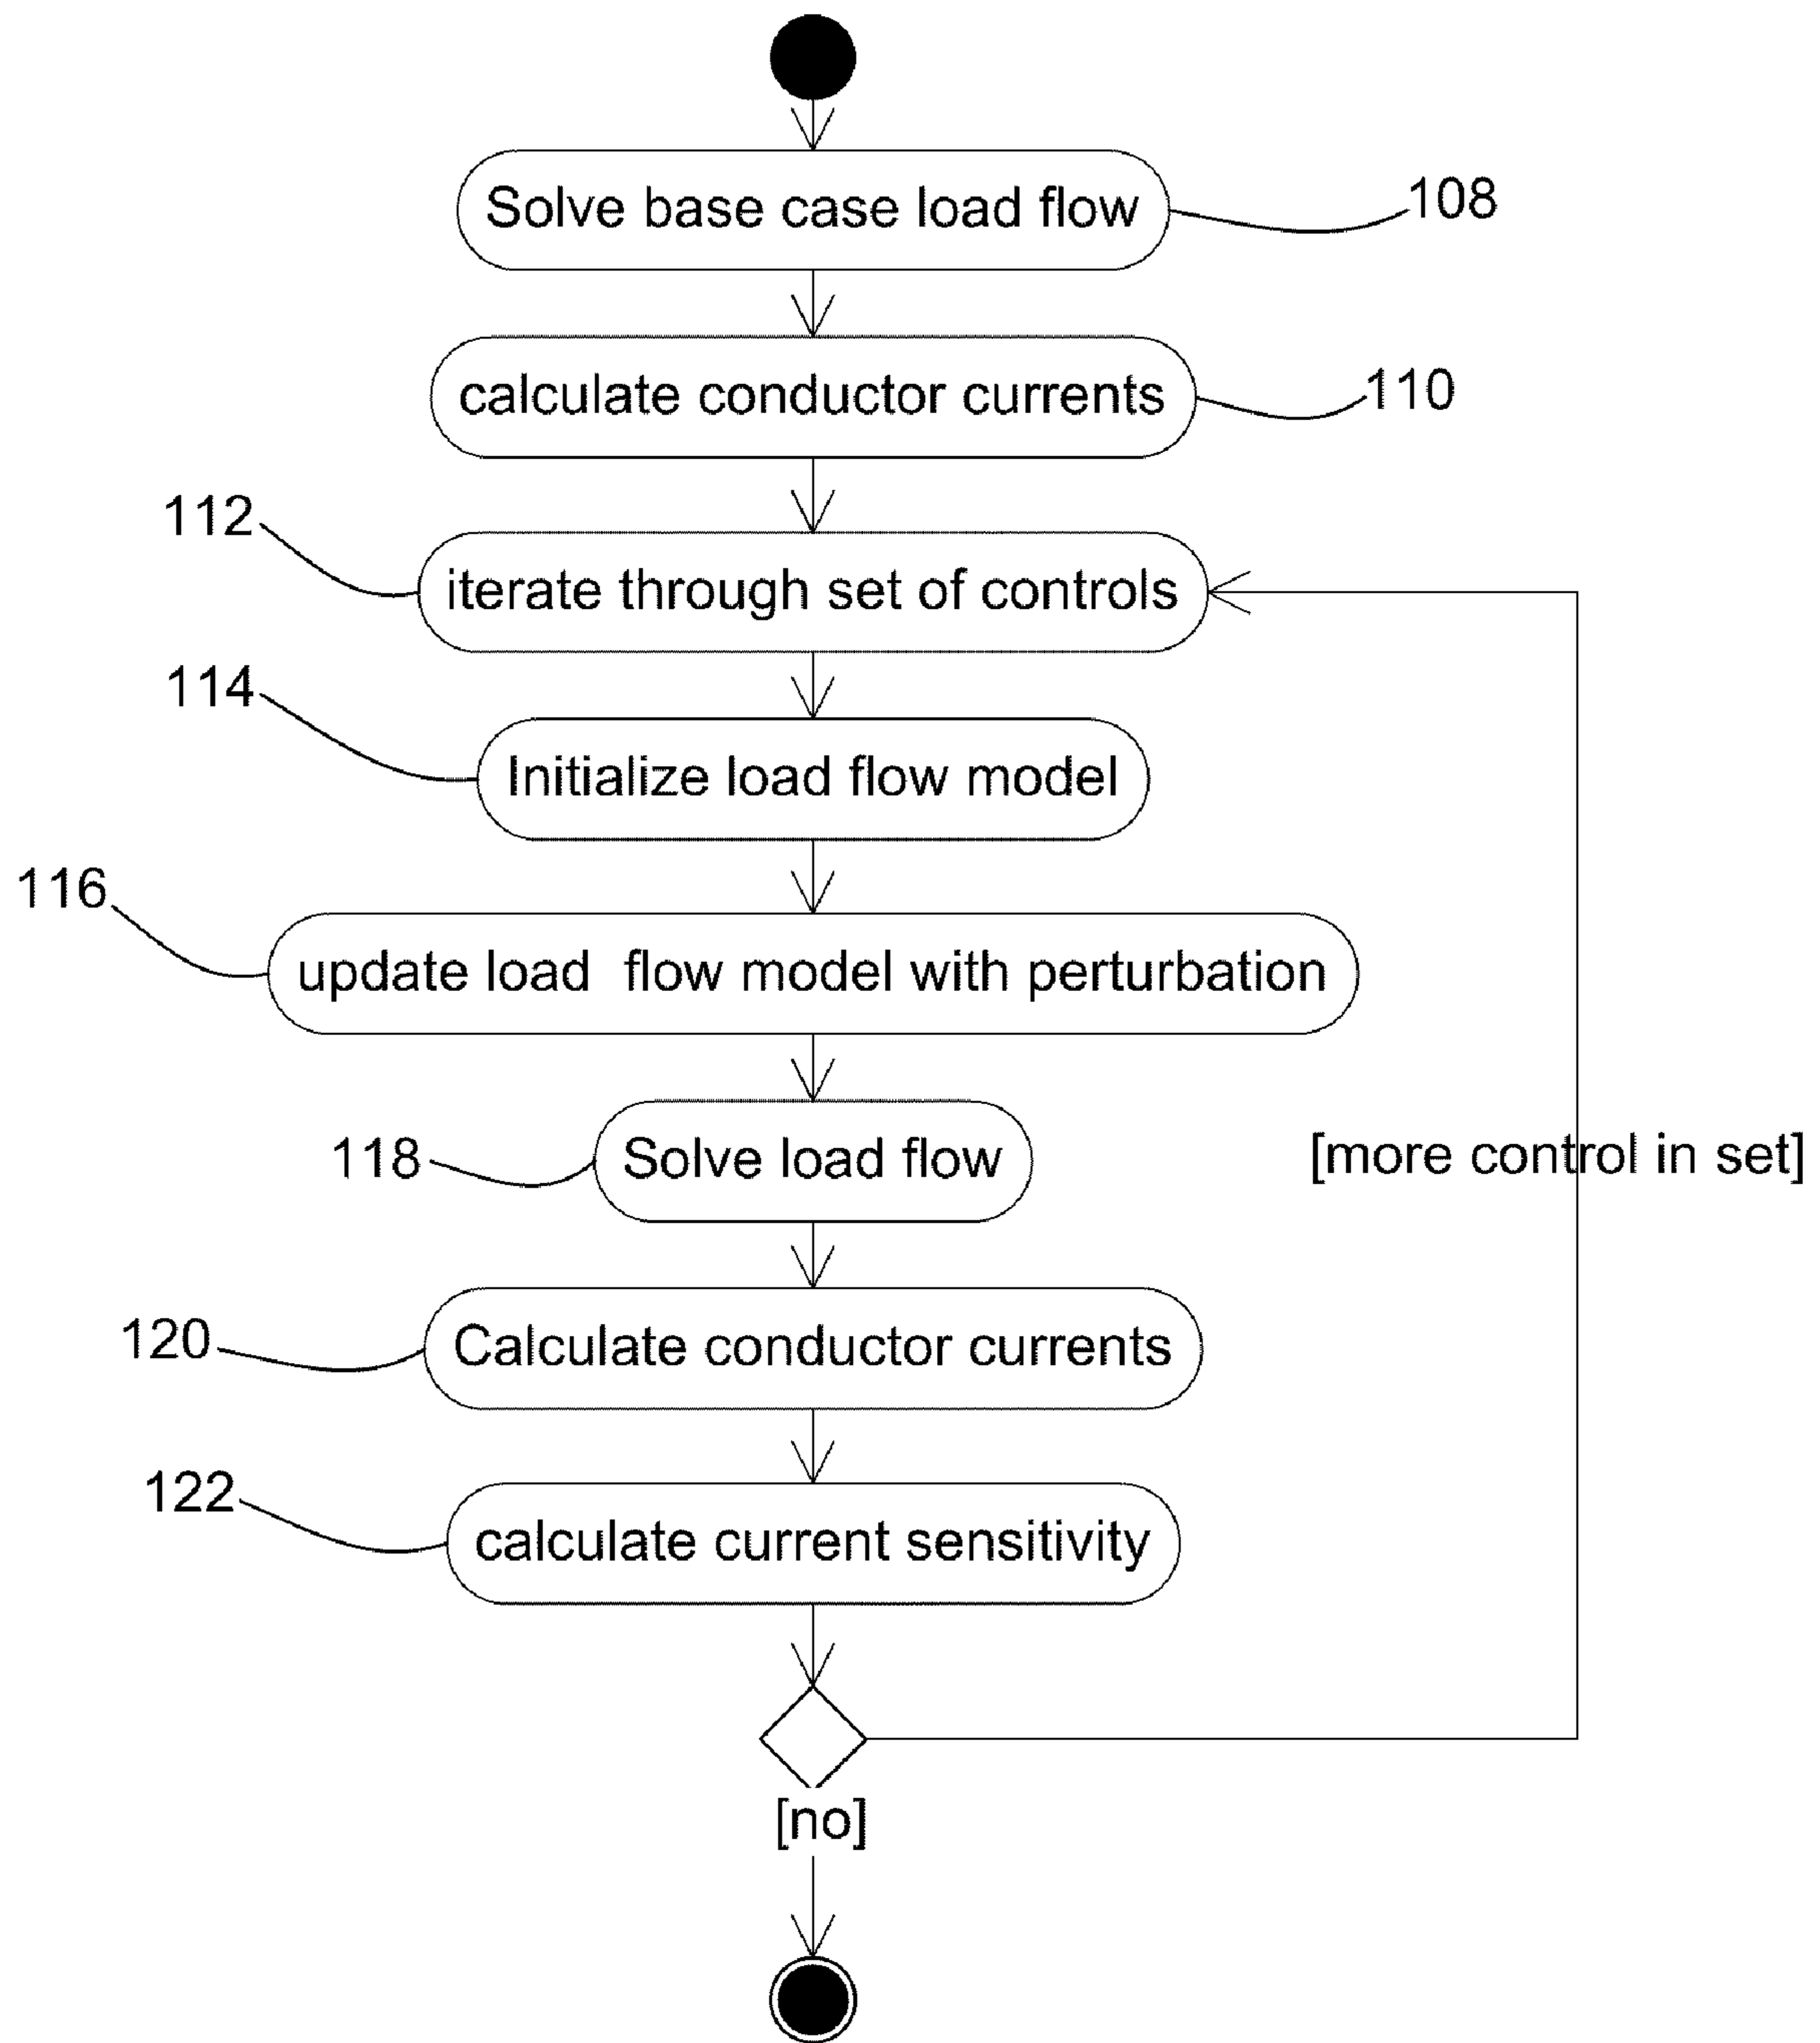 Solve base case load flow
108
calculate conductor currents
110
112
iterate through set of controls
114
Initialize load flow model
116
update load  flow model with perturbation
118
Solve load flow
[more control in set]
120
Calculate conductor currents
122
calculate current sensitivity
[no]